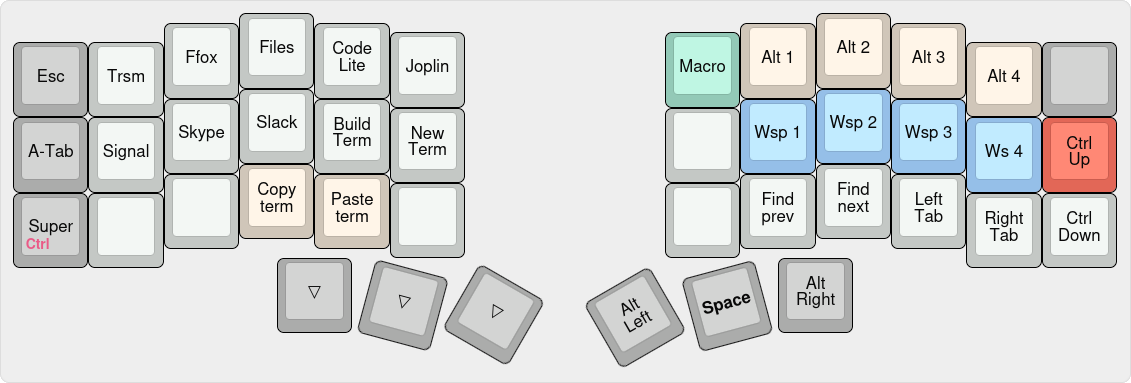 Esc
Trsm
Ffox
Files
Code
Lite
Joplin
Macro
Alt 1
Alt 2
Alt 3
Alt 4
A-Tab
Signal
Skype
Slack
Build
Term
New
Term
Wsp 1
Wsp 2
Wsp 3
Ws 4
Ctrl
Up
Super
Ctrl
Copy
term
Paste
term
Find
prev
Find
next
Left
Tab
Right
Tab
Ctrl
Down
▽
▽
▽
Alt
Left
Space
Alt
Right